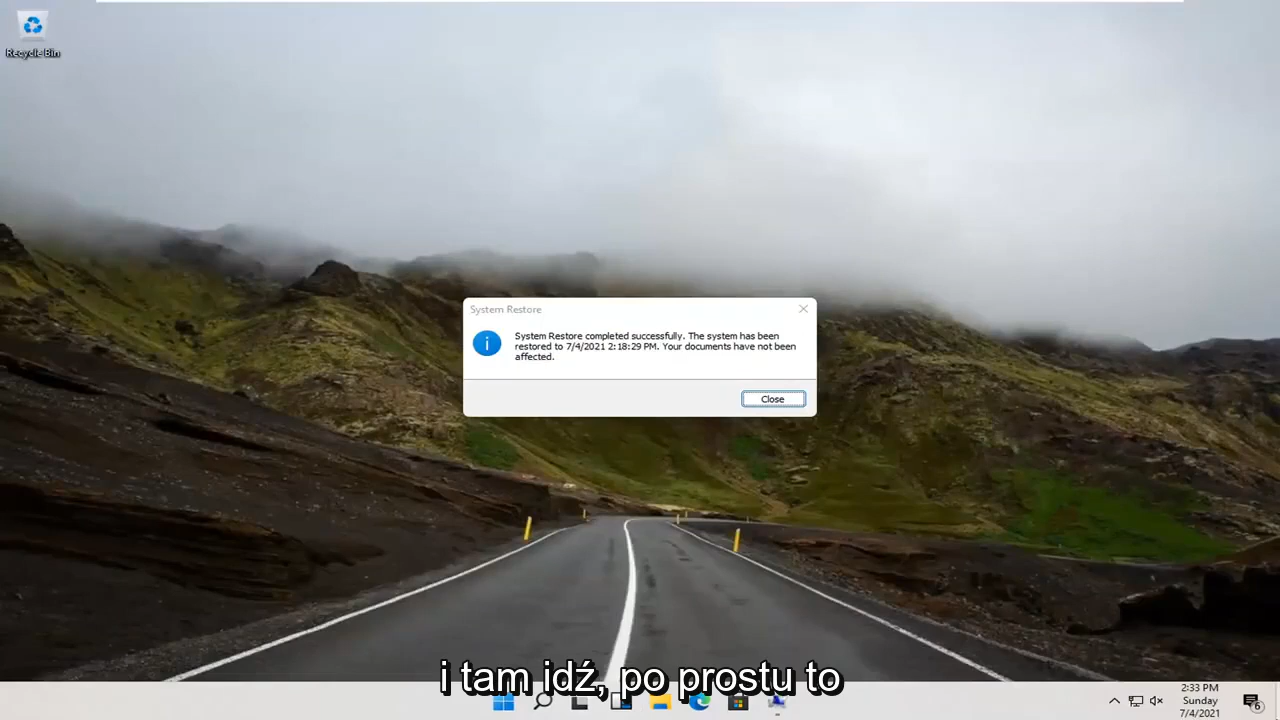 Recycle Bin
System Restore
System Restore completed successfully. The system has been
restored to 7/4/2021 2:18:29 PM. Your documents have not been
affected.
Close
i tam idź, po prostu to
2:33 PM
Sunday
7/4/2021
6